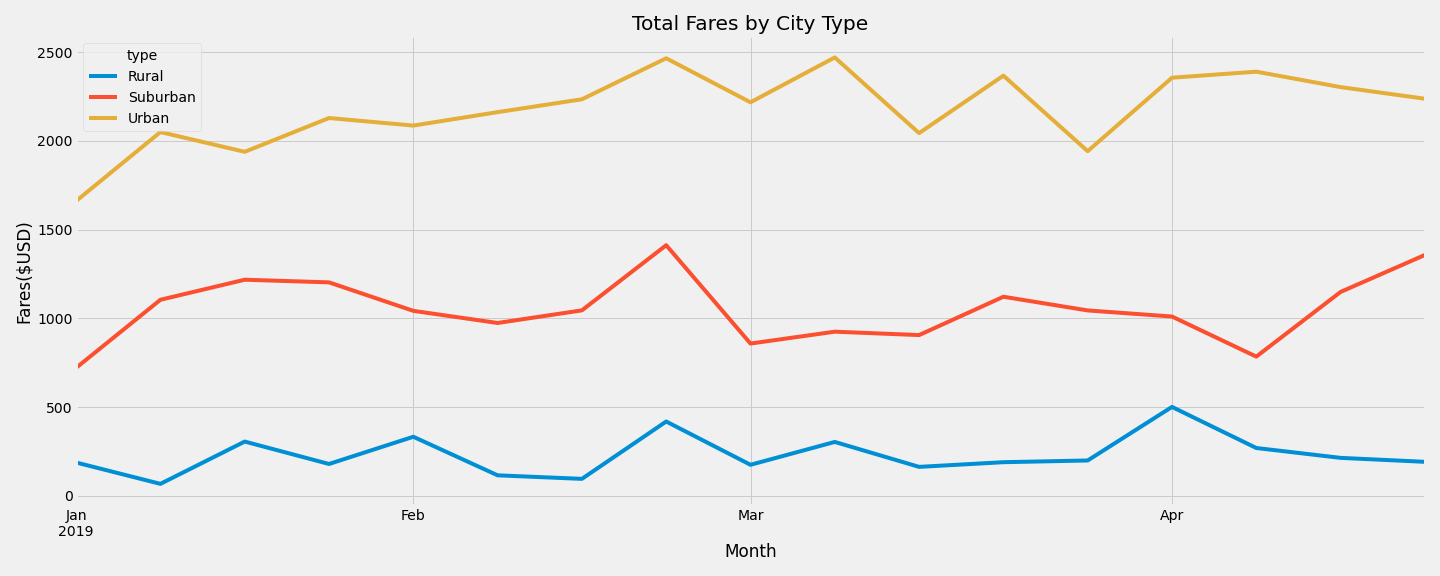 Total Fares by City Type
type
Rural
Suburban
Urban
2500
2000
1500
1000
500
0
Fares($USD)
Jan
2019
Feb
Mar
Apr
Month